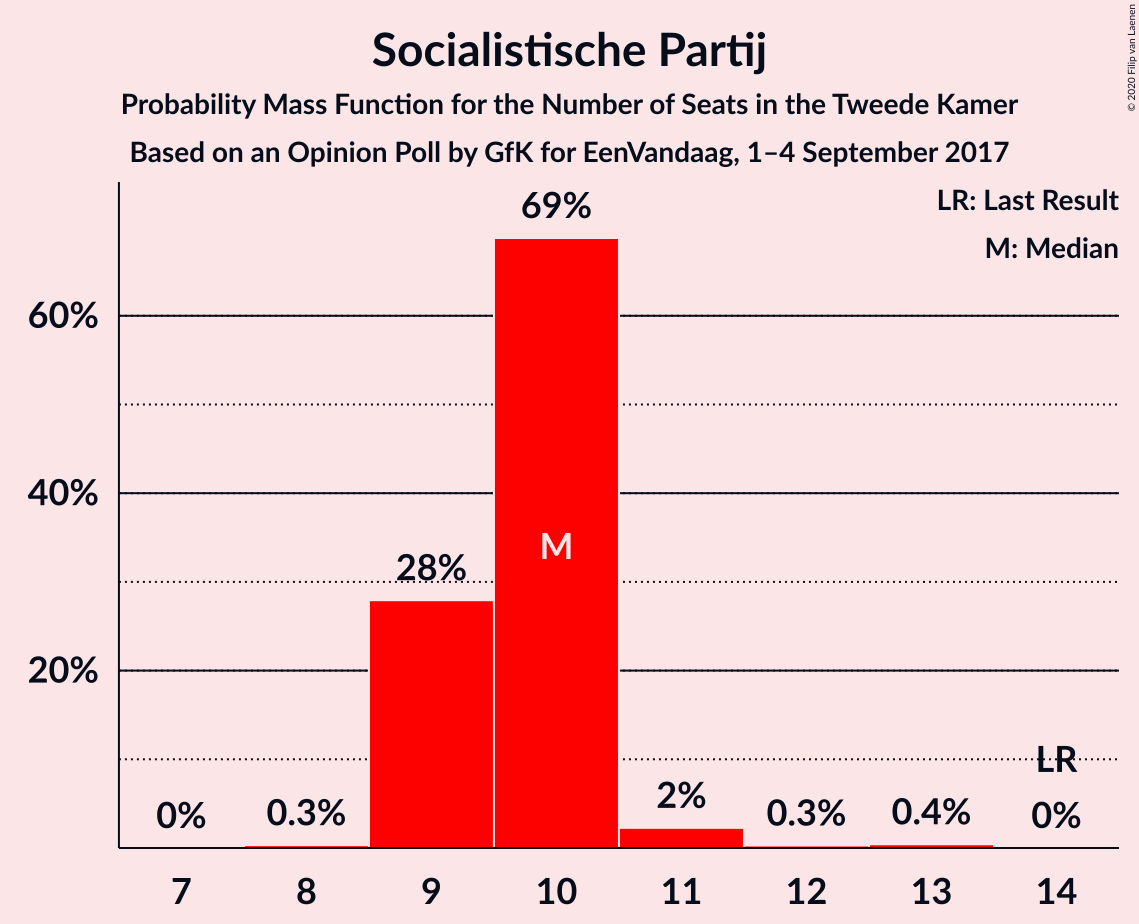 Socialistische Partij
Probability Mass Function for the Number of Seats in the Tweede Kamer
Based on an Opinion Poll by GfK for EenVandaag, 1–4 September 2017
© 2020 Filip van Laenen
LR: Last Result
M: Median
69%
60%
40%
M
28%
20%
LR
0%
0.3%
2%
0.3%
0.4%
0%
7
8
9
10
11
12
13
14